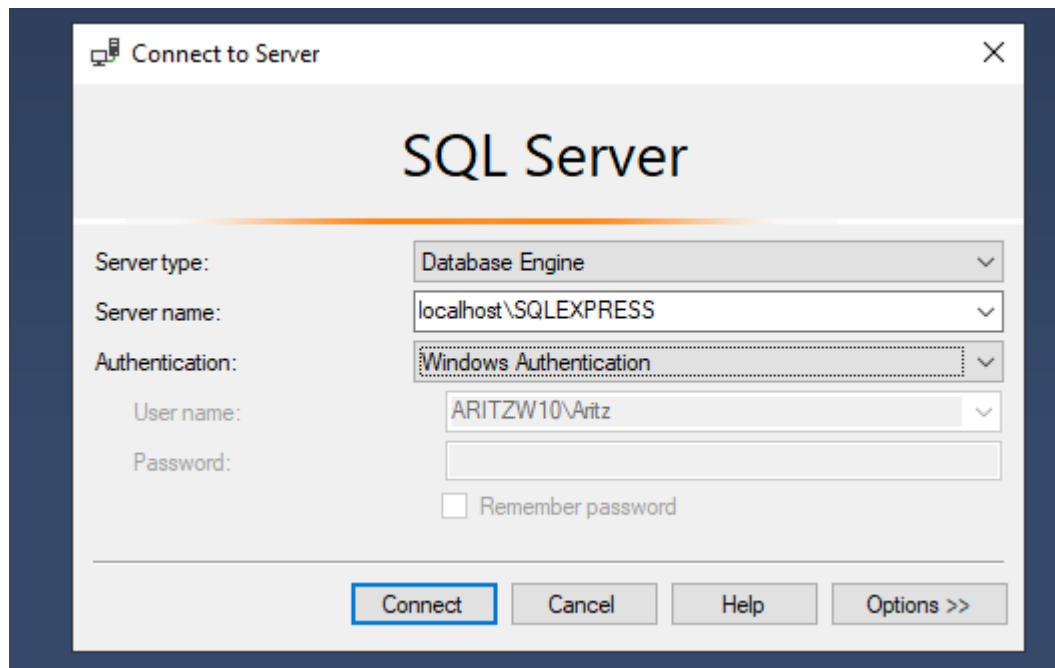 Connect to Server
SQL Server
Server type: Database Engine
Server name: localhost\SQLEXPRESS
Authentication: Windows Authentication
User name: ARITZW10\Aritz
Password:
Remember password
Connect Cancel Help Options >>